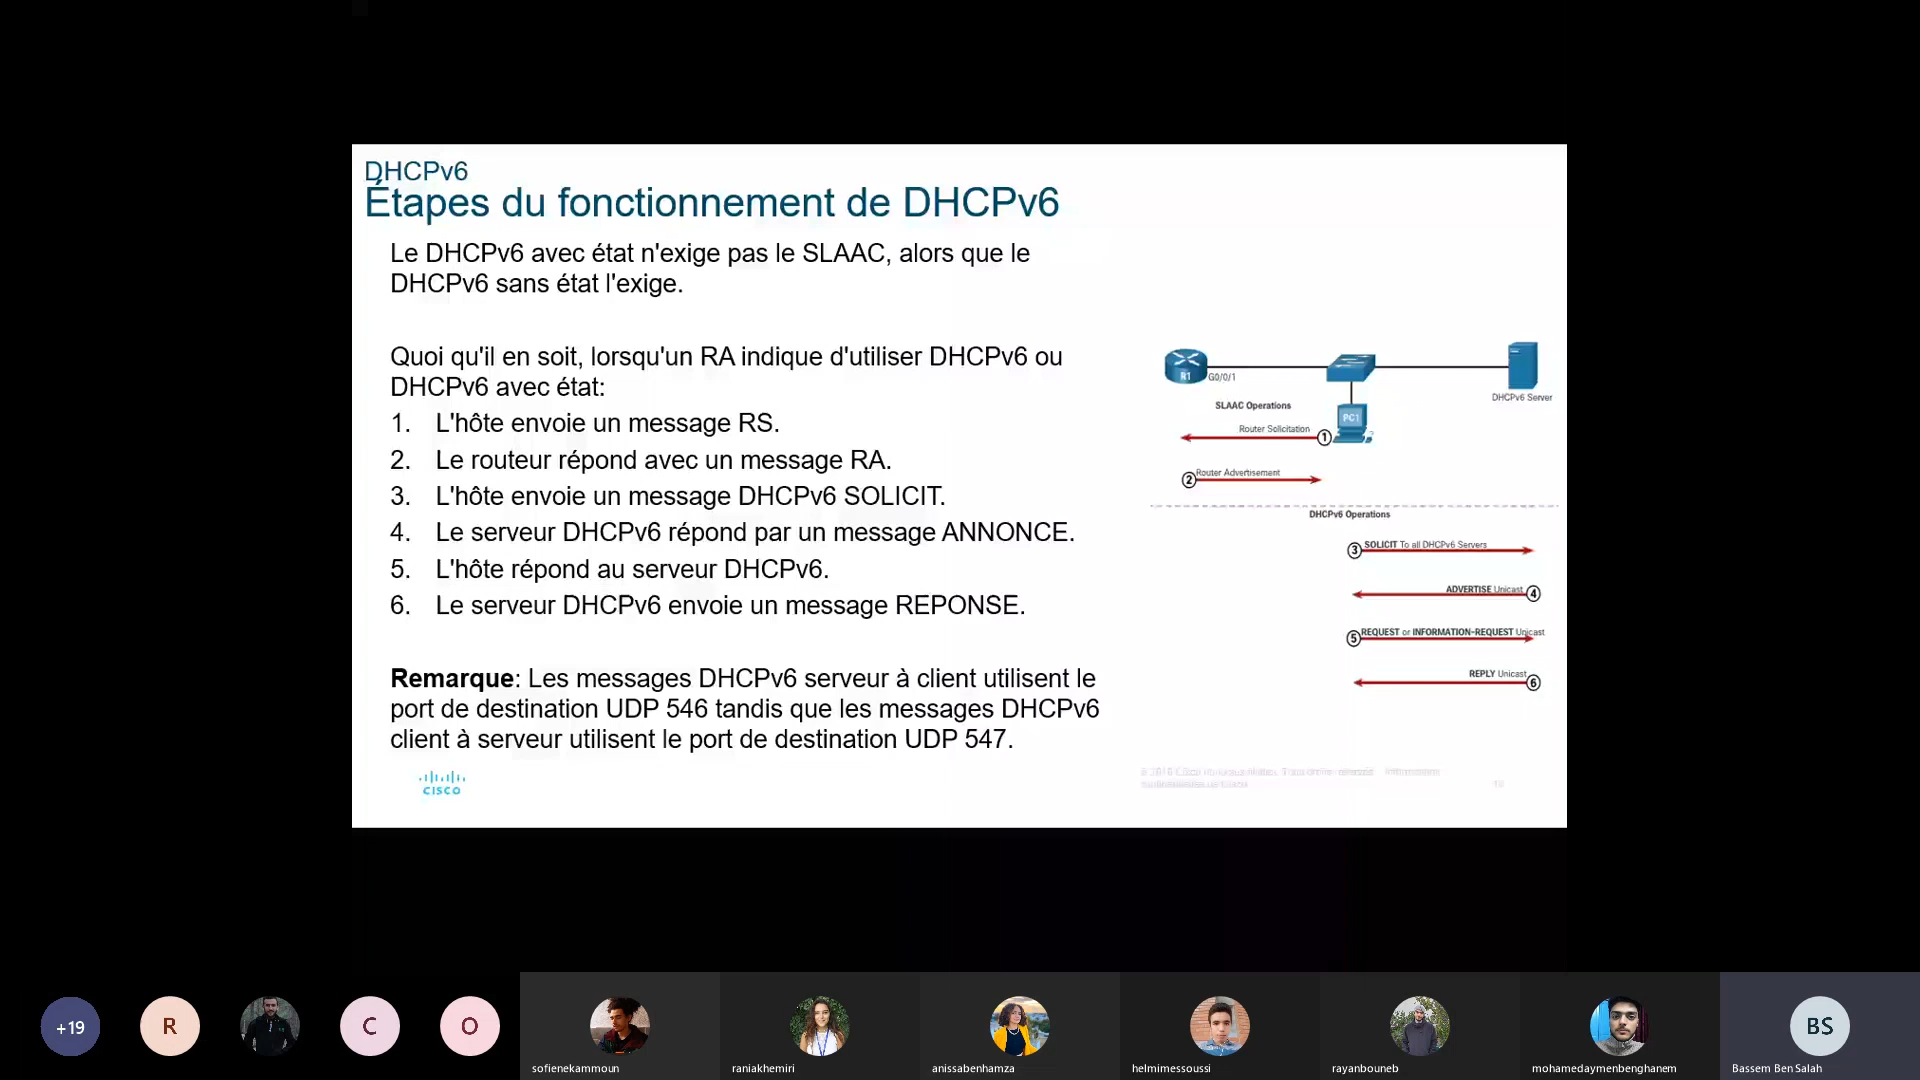 DHCPv6
Étapes du fonctionnement de DHCPv6
Le DHCPv6 avec état n'exige pas le SLAAC, alors que le
DHCPv6 sans état l'exige.
Quoi qu'il en soit, lorsqu'un RA indique d'utiliser DHCPv6 ou
DHCPv6 avec état:
1. L'hôte envoie un message RS.
2. Le routeur répond avec un message RA.
3. L'hôte envoie un message DHCPv6 SOLICIT.
4. Le serveur DHCPv6 répond par un message ANNONCE.
5. L'hôte répond au serveur DHCPv6.
6. Le serveur DHCPv6 envoie un message REPONSE.
Remarque: Les messages DHCPv6 serveur à client utilisent le
port de destination UDP 546 tandis que les messages DHCPv6
client à serveur utilisent le port de destination UDP 547.
CISCO
R1
G0/0/1
DHCPv6 Server
SLAAC Operations
PC1
Router Solicitation
1
2
Router Advertisement
DHCPv6 Operations
3
SOLICIT To all DHCPv6 Servers
ADVERTISE Unicast
4
5
REQUEST or INFORMATION-REQUEST Unicast
REPLY Unicast
6
+19
R
C
O
BS
sofienekammoun
raniakhemiri
anissabenhamza
helmimessoussi
rayanbouneb
mohamedaymenbenghanem
Bassem Ben Salah